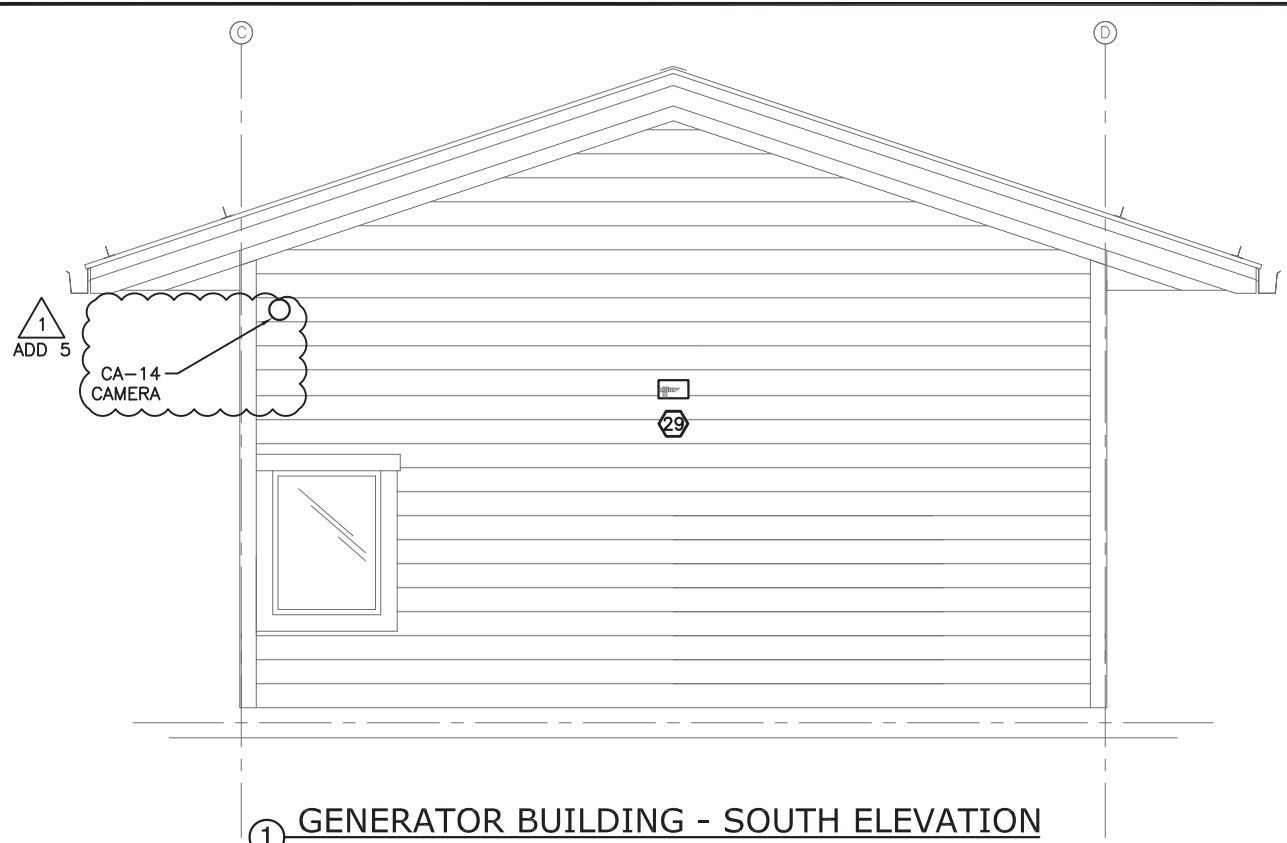 C
D
1
ADD 5
CA-14
CAMERA
29
1
GENERATOR BUILDING - SOUTH ELEVATION